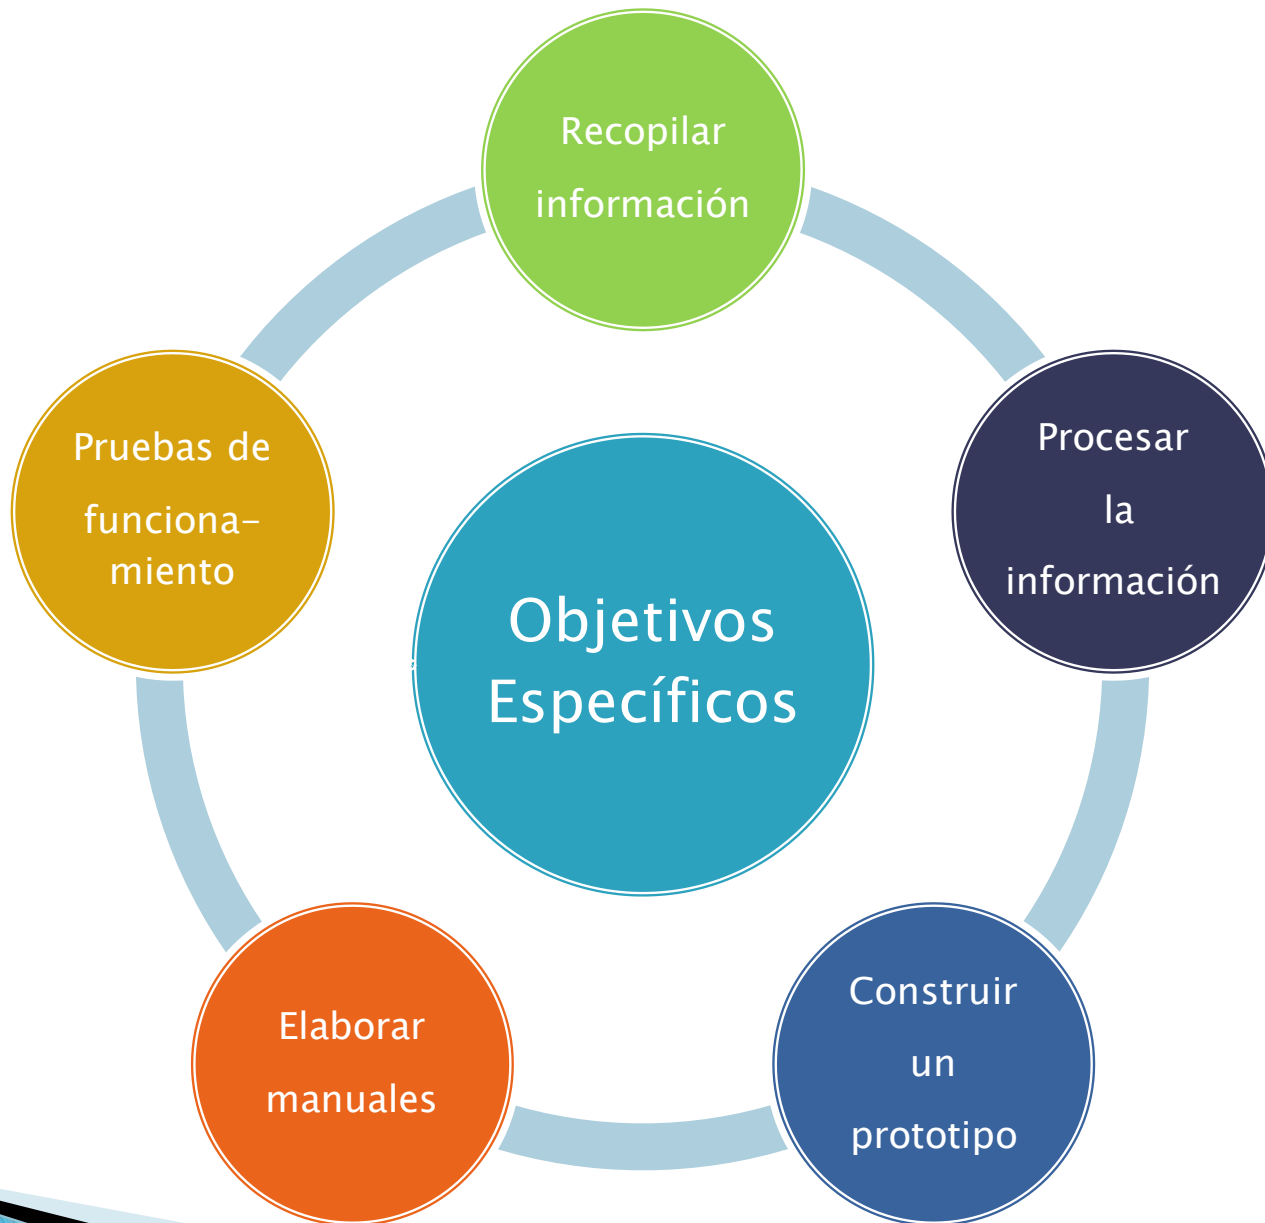 Recopilar
información
Procesar
la
información
Construir
un
prototipo
Elaborar
manuales
Pruebas de
funciona-
miento
Objetivos
Específicos